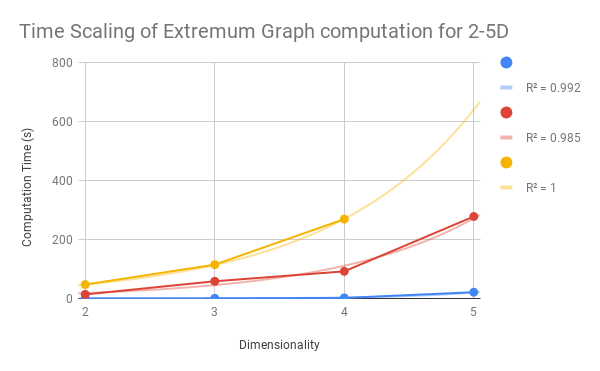 Time Scaling of Extremum Graph computation for 2-5D
800
600
400
200
0
Computation Time (s)
2
3
4
5
Dimensionality
R² = 0.992
R² = 0.985
R² = 1